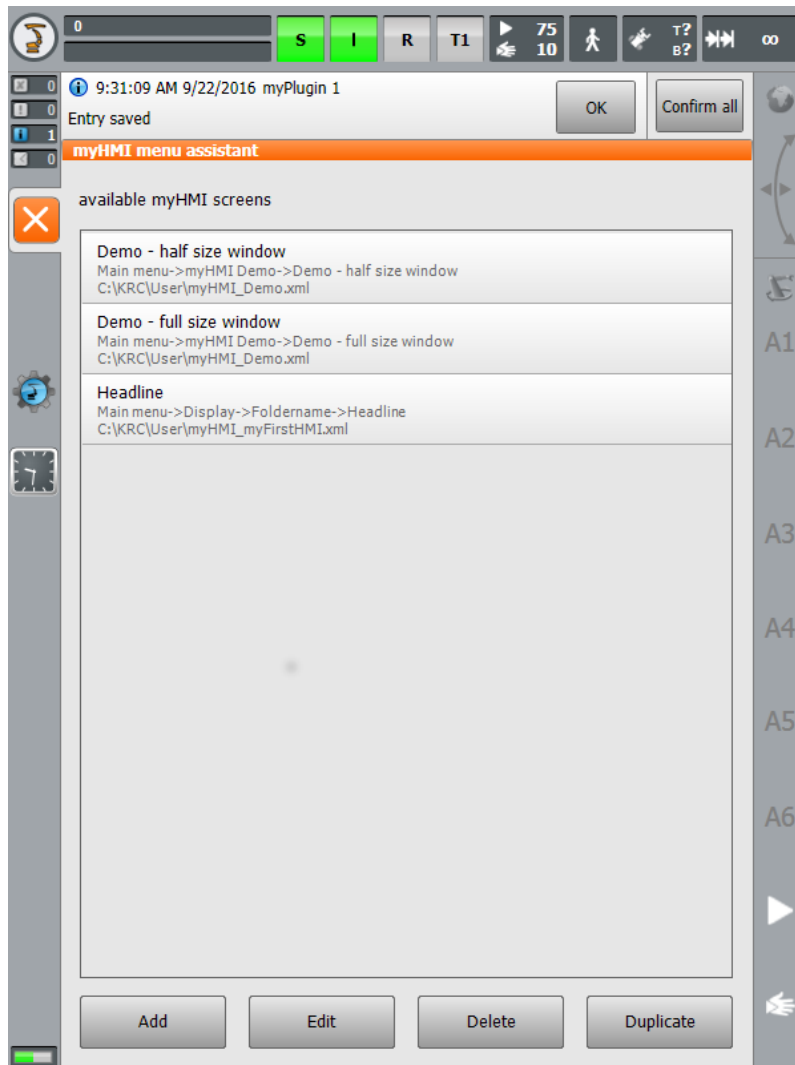 0
S I R T1 75 10 T? B? ∞
0
0
1
0
9:31:09 AM 9/22/2016 myPlugin 1
Entry saved
OK
Confirm all
myHMI menu assistant
available myHMI screens
Demo - half size window
Main menu->myHMI Demo->Demo - half size window
C:\KRC\User\myHMI_Demo.xml
Demo - full size window
Main menu->myHMI Demo->Demo - full size window
C:\KRC\User\myHMI_Demo.xml
Headline
Main menu->Display->Foldername->Headline
C:\KRC\User\myHMI_myFirstHMI.xml
A1
A2
A3
A4
A5
A6
Add Edit Delete Duplicate